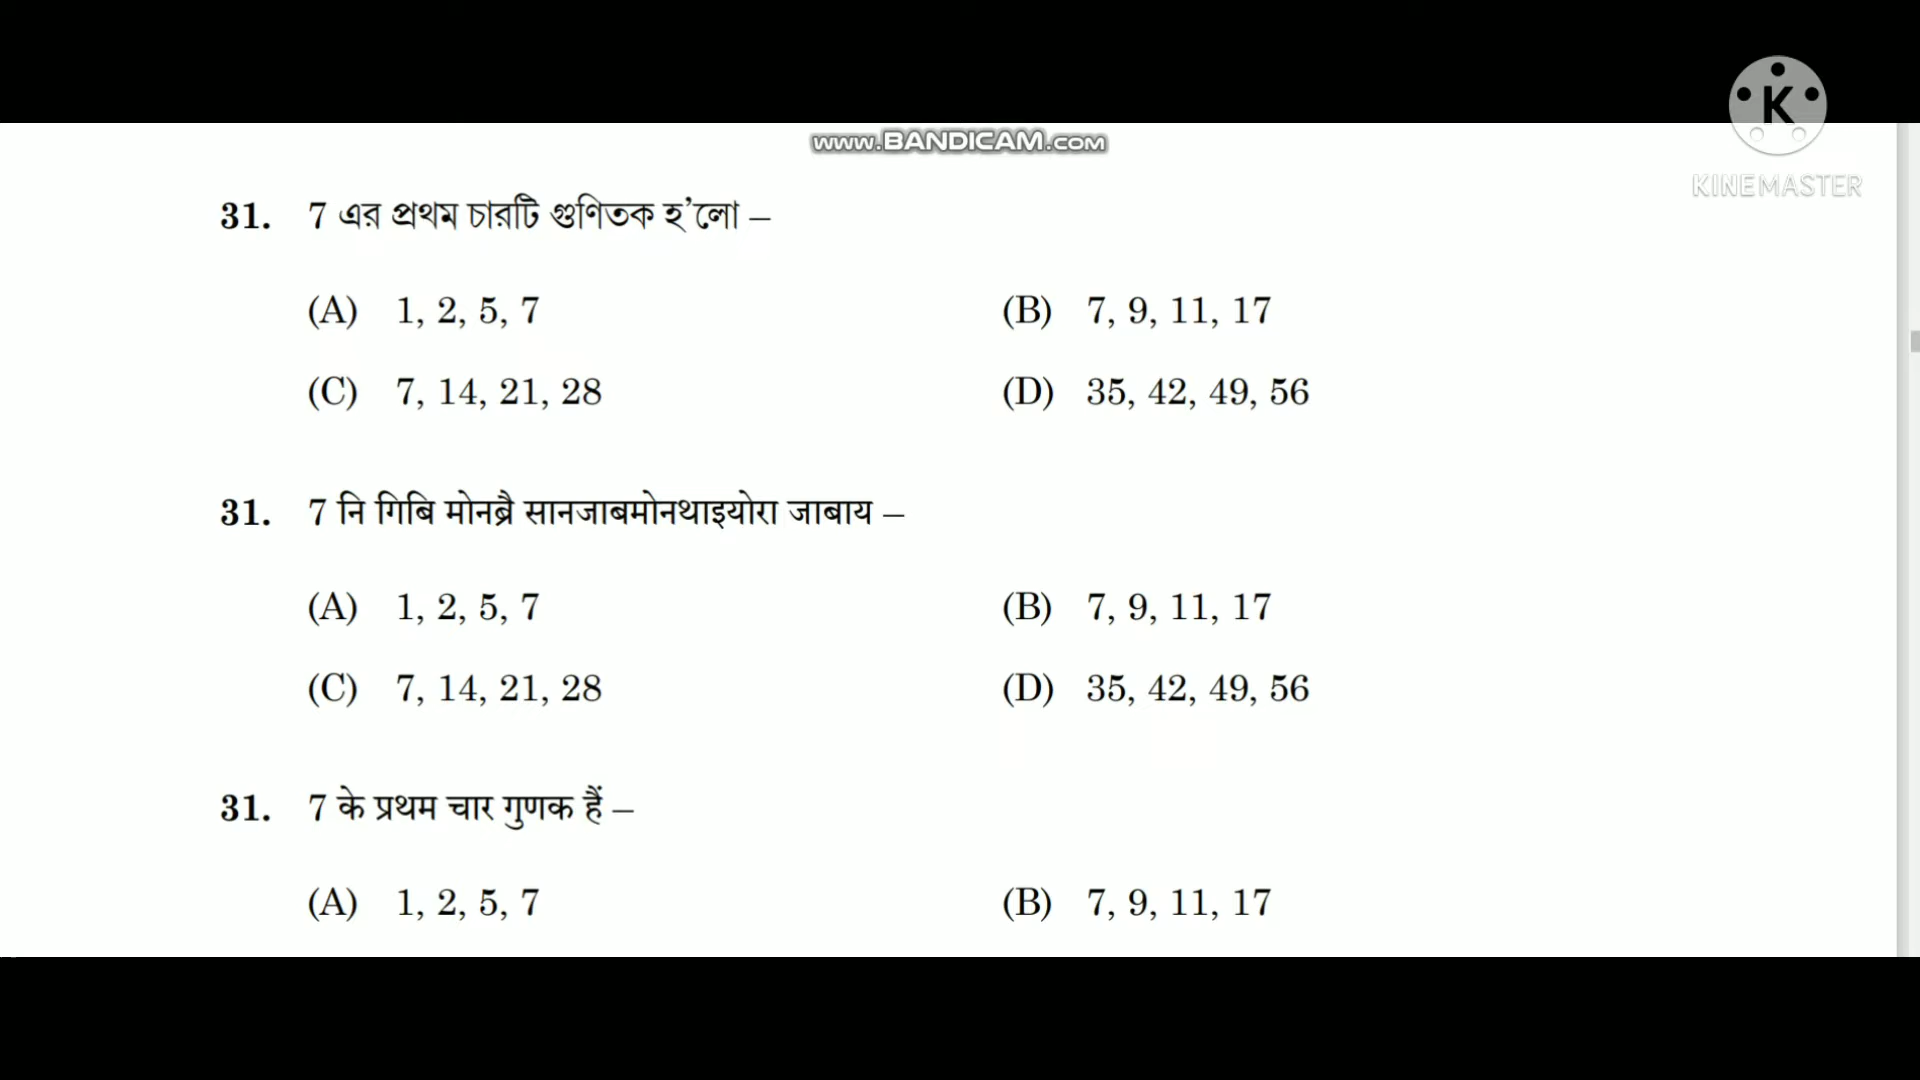 www.BANDICAM.com
K
KINEMASTER
31. 7 এর প্রথম চারটি গুণিতক হ’লো –
(A) 1, 2, 5, 7 (B) 7, 9, 11, 17
(C) 7, 14, 21, 28 (D) 35, 42, 49, 56
31. 7 नि गिबि मोनब्रै सानजाबमोनथाइयोरा जाबाय –
(A) 1, 2, 5, 7 (B) 7, 9, 11, 17
(C) 7, 14, 21, 28 (D) 35, 42, 49, 56
31. 7 के प्रथम चार गुणक हैं –
(A) 1, 2, 5, 7 (B) 7, 9, 11, 17